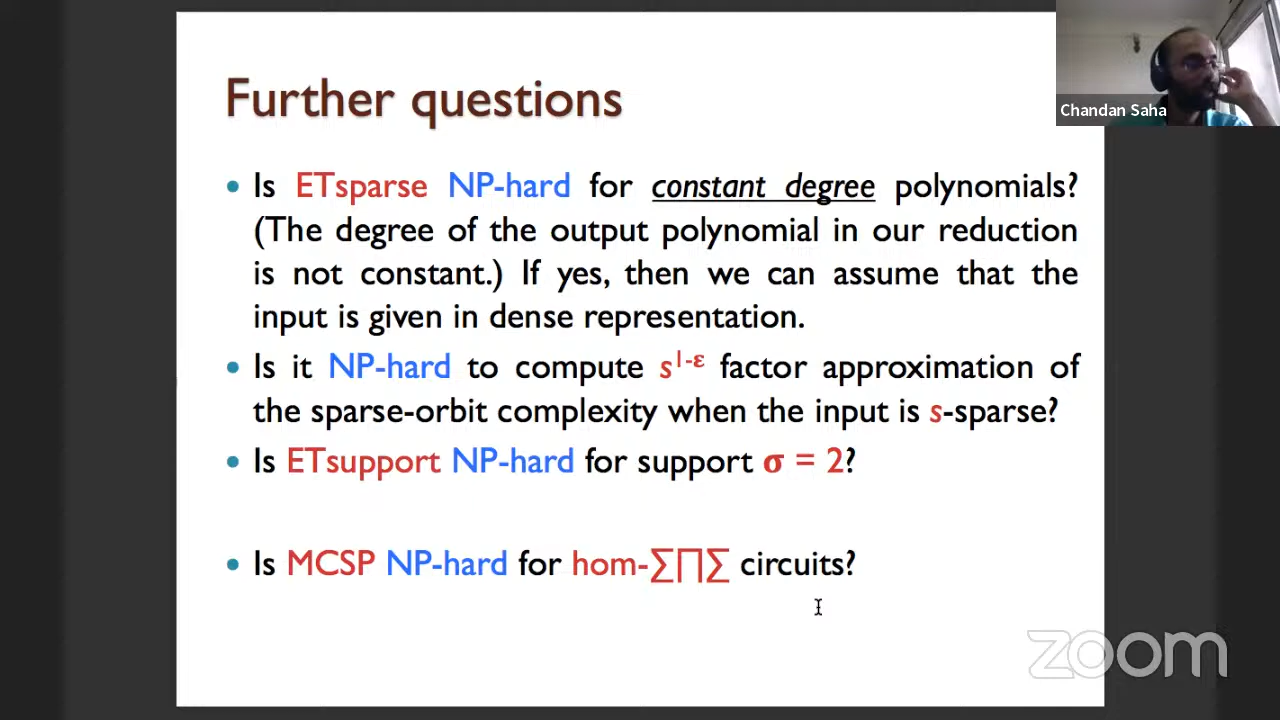 Further questions
Chandan Saha
• Is ETsparse NP-hard for constant degree polynomials?
(The degree of the output polynomial in our reduction
is not constant.) If yes, then we can assume that the
input is given in dense representation.
• Is it NP-hard to compute s^{1-ε} factor approximation of
the sparse-orbit complexity when the input is s-sparse?
• Is ETsupport NP-hard for support σ = 2?
• Is MCSP NP-hard for hom-∑∏∑ circuits?
zoom